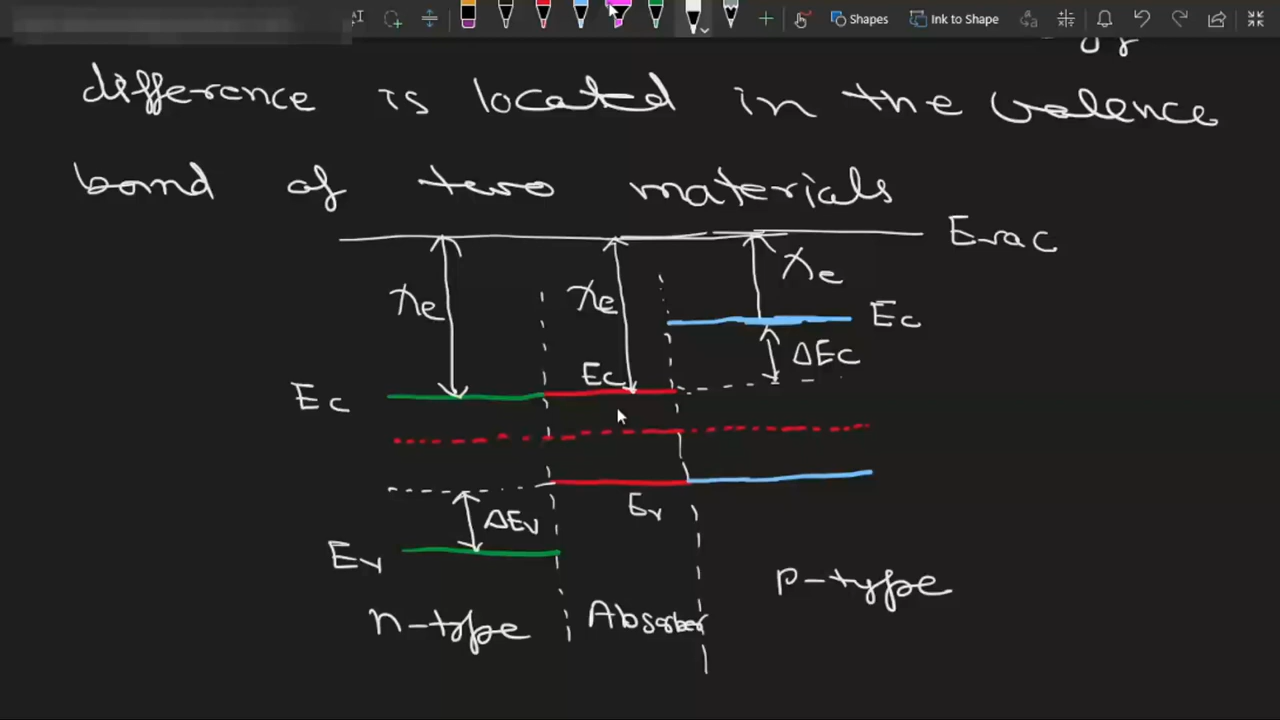 Shapes Ink to Shape
difference is located in the valence
band of two materials
Evac
χe χe χe
Ec
ΔEc
Ec
Ec
Ev
ΔEv
Ev
n-type Absorber p-type